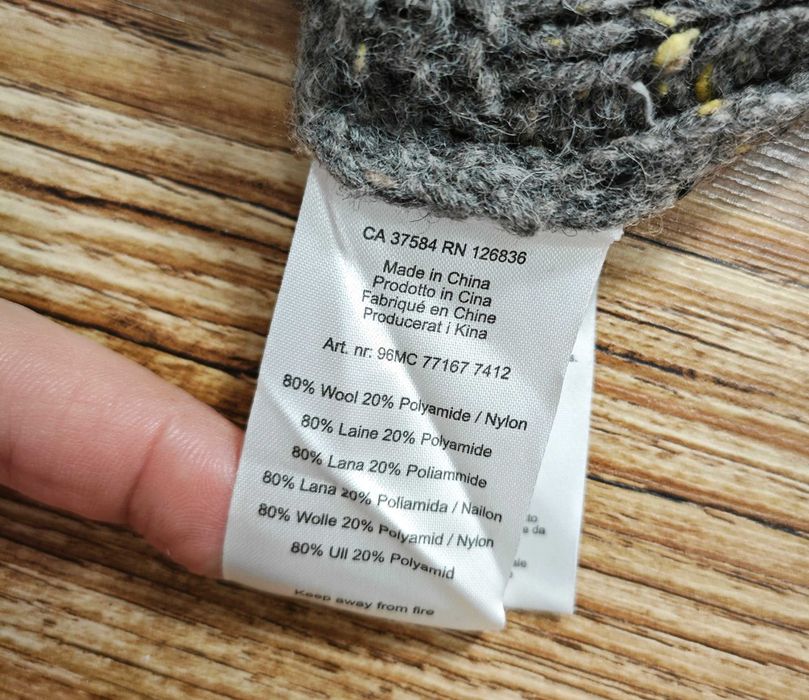 CA 37584 RN 126836
Made in China
Prodotto in Cina
Fabriqué en Chine
Producerat i Kina
Art. nr: 96MC 77167 7412
80% Wool 20% Polyamide / Nylon
80% Laine 20% Polyamide
80% Lana 20% Poliammide
80% Lana 20% Poliamida / Nailon
80% Wolle 20% Polyamid / Nylon
80% Ull 20% Polyamid
Keep away from fire